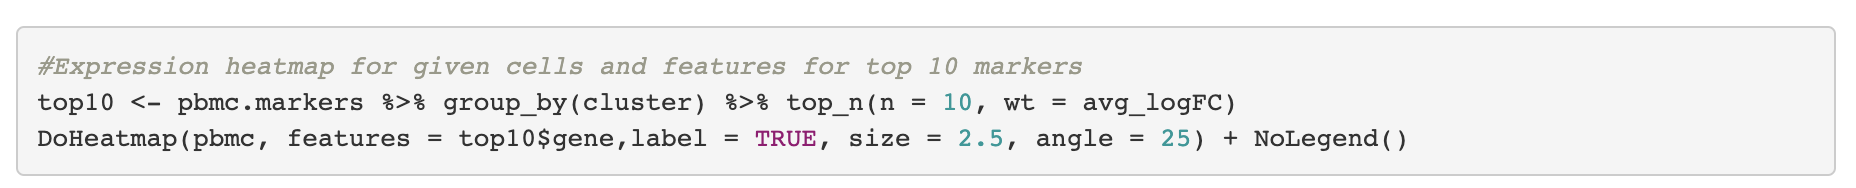 #Expression heatmap for given cells and features for top 10 markers
top10 <- pbmc.markers %>% group_by(cluster) %>% top_n(n = 10, wt = avg_logFC)
DoHeatmap(pbmc, features = top10$gene,label = TRUE, size = 2.5, angle = 25) + NoLegend()